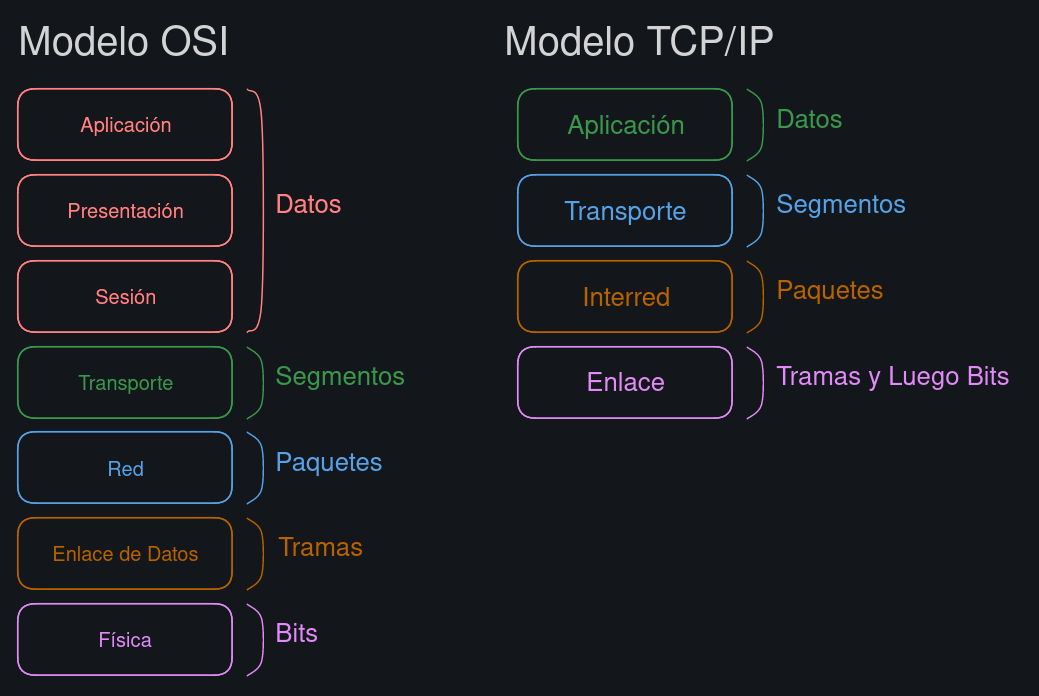 Modelo OSI
Aplicación
Presentación
Sesión
Datos
Transporte
Segmentos
Red
Paquetes
Enlace de Datos
Tramas
Física
Bits
Modelo TCP/IP
Aplicación
Datos
Transporte
Segmentos
Interred
Paquetes
Enlace
Tramas y Luego Bits